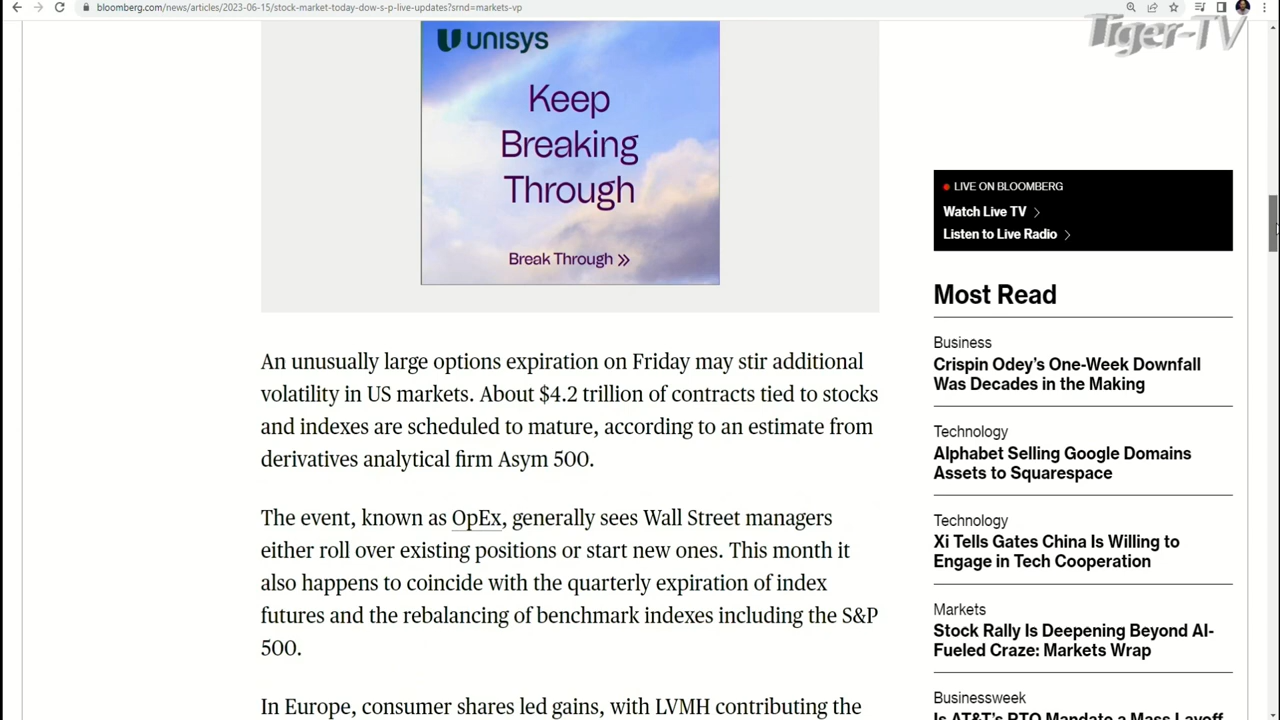 bloomberg.com/news/articles/2023-06-15/stock-market-today-dow-s-p-live-updates?srnd=markets-vp
Tiger-TV
UNISYS
Keep
Breaking
Through
Break Through
LIVE ON BLOOMBERG
Watch Live TV
Listen to Live Radio
An unusually large options expiration on Friday may stir additional
volatility in US markets. About $4.2 trillion of contracts tied to stocks
and indexes are scheduled to mature, according to an estimate from
derivatives analytical firm Asym 500.
The event, known as OpEx, generally sees Wall Street managers
either roll over existing positions or start new ones. This month it
also happens to coincide with the quarterly expiration of index
futures and the rebalancing of benchmark indexes including the S&P
500.
In Europe, consumer shares led gains, with LVMH contributing the
Most Read
Business
Crispin Odey's One-Week Downfall
Was Decades in the Making
Technology
Alphabet Selling Google Domains
Assets to Squarespace
Technology
Xi Tells Gates China Is Willing to
Engage in Tech Cooperation
Markets
Stock Rally Is Deepening Beyond AI-
Fueled Craze: Markets Wrap
Businessweek
Is AT&T's RTO Mandate a Mass Layoff